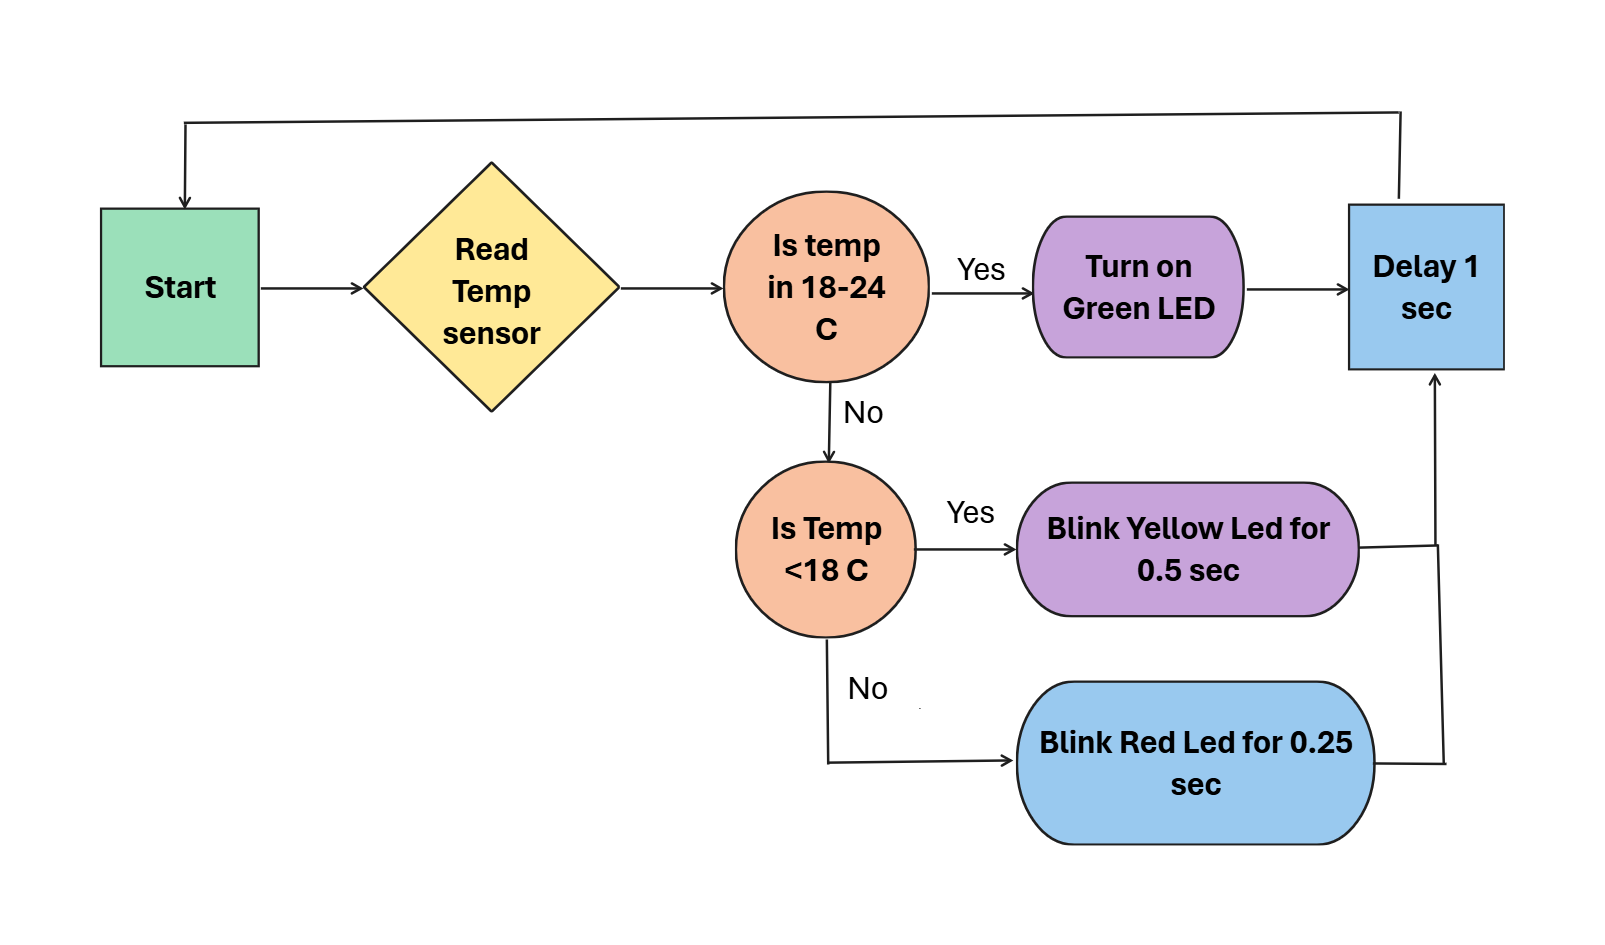 Start
Read
Temp
sensor
Is temp
in 18-24
C
Yes
Turn on
Green LED
Delay 1
sec
No
Is Temp
<18 C
Yes
Blink Yellow Led for
0.5 sec
No
Blink Red Led for 0.25
sec